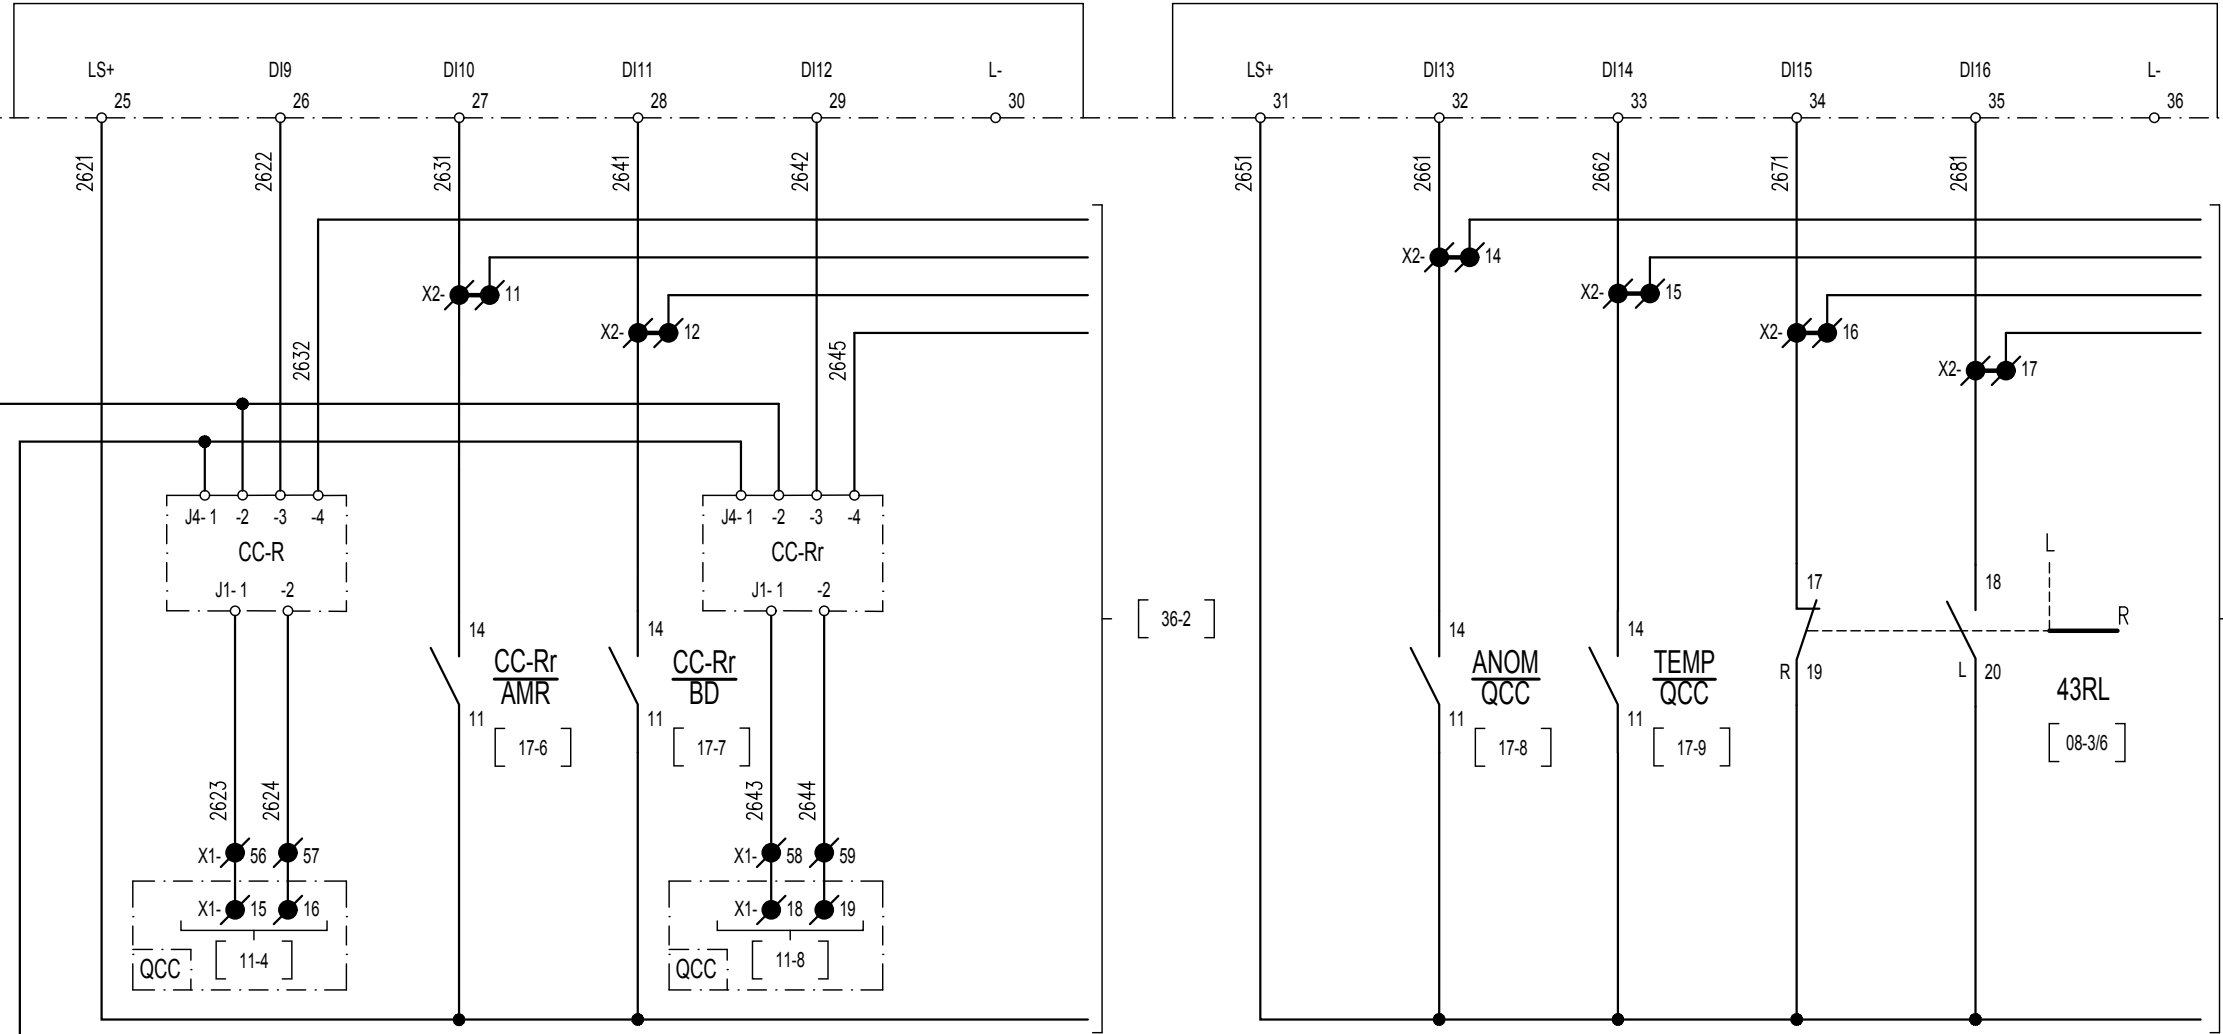 LS+ DI9 DI10 DI11 DI12 L- LS+ DI13 DI14 DI15 DI16 L-
25 26 27 28 29 30 31 32 33 34 35 36
2621 2622 2631 2641 2642 2651 2661 2662 2671 2681
X2- 14
X2- 11 X2- 15
X2- 12 X2- 16
2632 2645
X2- 17
J4- 1 -2 -3 -4 J4- 1 -2 -3 -4
CC-R CC-Rr
L
J1- 1 -2 J1- 1 -2 17 18
36-2 R
14 14 14 14
CC-Rr CC-Rr ANOM TEMP
R 19 L 20
AMR BD QCC QCC 43RL
11 11 11 11
17-6 17-7 17-8 17-9 08-3/6
2623 2624 2643 2644
X1- 56 57 X1- 58 59
X1- 15 16 X1- 18 19
QCC 11-4 QCC 11-8